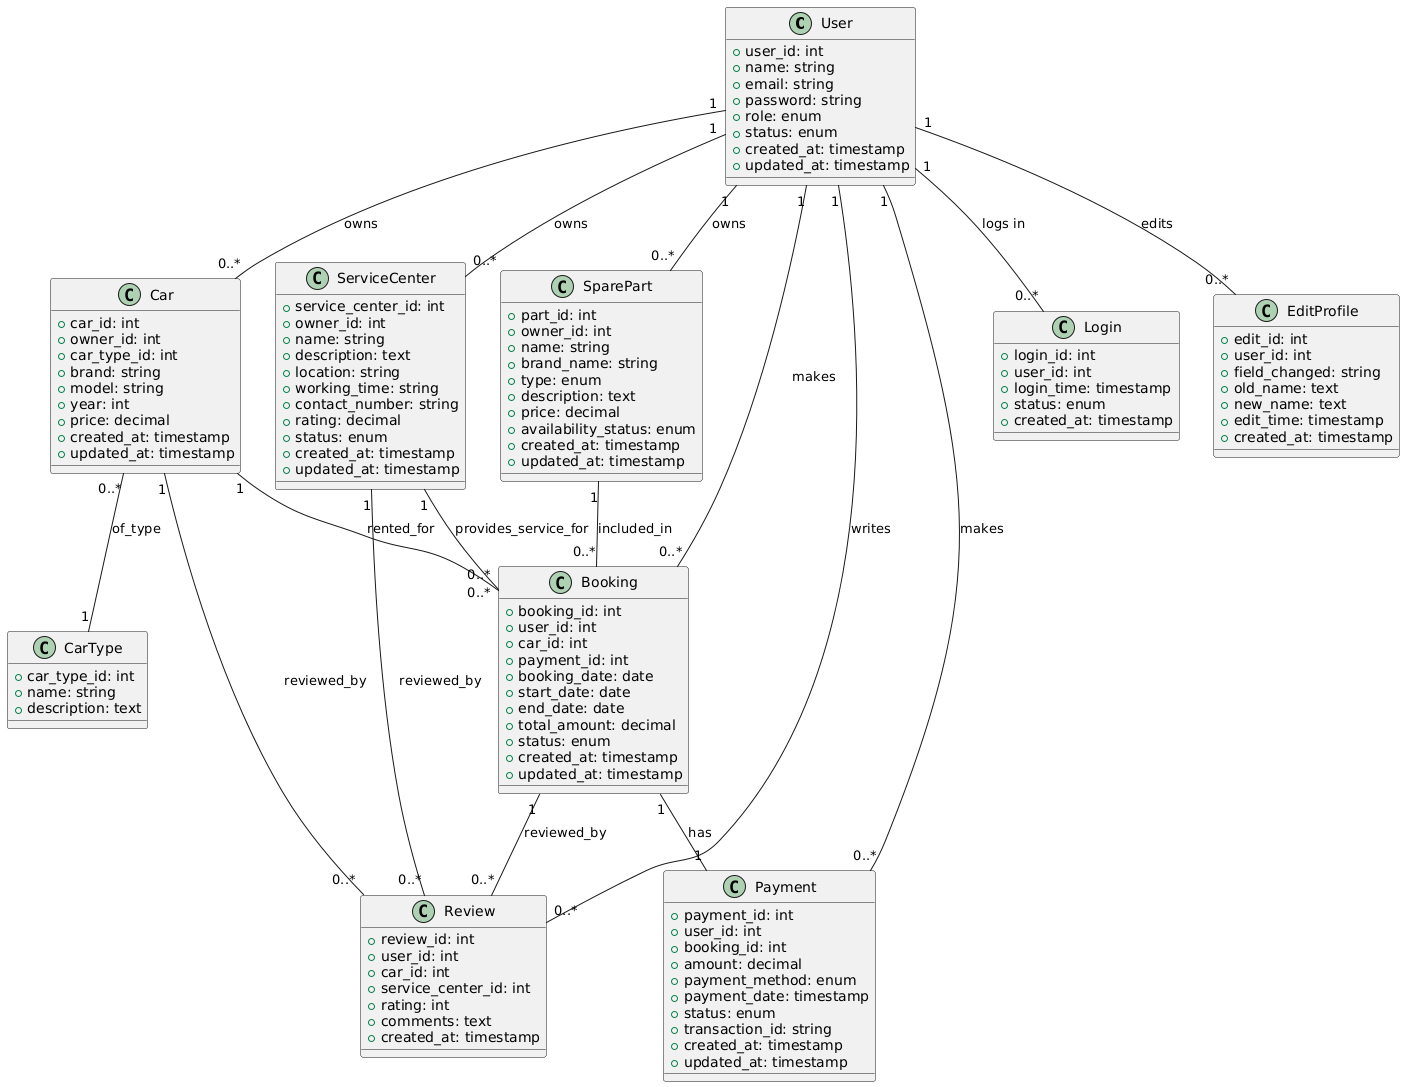 C User
user_id: int
name: string
email: string
password: string
role: enum
status: enum
created_at: timestamp
updated_at: timestamp
1
1
1
1
1
1
1
1
owns
owns
owns
makes
logs in
edits
0..*
0..*
0..*
0..*
0..*
C Car
car_id: int
owner_id: int
car_type_id: int
brand: string
model: string
year: int
price: decimal
created_at: timestamp
updated_at: timestamp
C ServiceCenter
service_center_id: int
owner_id: int
name: string
description: text
location: string
working_time: string
contact_number: string
rating: decimal
status: enum
created_at: timestamp
updated_at: timestamp
C SparePart
part_id: int
owner_id: int
name: string
brand_name: string
type: enum
description: text
price: decimal
availability_status: enum
created_at: timestamp
updated_at: timestamp
C Login
login_id: int
user_id: int
login_time: timestamp
status: enum
created_at: timestamp
C EditProfile
edit_id: int
user_id: int
field_changed: string
old_name: text
new_name: text
edit_time: timestamp
created_at: timestamp
0..*
1
1
1
1
1
of_type
rented_for
provides_service_for
included_in
writes
makes
0..*
0..*
0..*
0..*
1
C CarType
car_type_id: int
name: string
description: text
C Booking
booking_id: int
user_id: int
car_id: int
payment_id: int
booking_date: date
start_date: date
end_date: date
total_amount: decimal
status: enum
created_at: timestamp
updated_at: timestamp
reviewed_by
reviewed_by
1
1
reviewed_by
has
0..*
0..*
0..*
0..*
1
0..*
C Review
review_id: int
user_id: int
car_id: int
service_center_id: int
rating: int
comments: text
created_at: timestamp
C Payment
payment_id: int
user_id: int
booking_id: int
amount: decimal
payment_method: enum
payment_date: timestamp
status: enum
transaction_id: string
created_at: timestamp
updated_at: timestamp